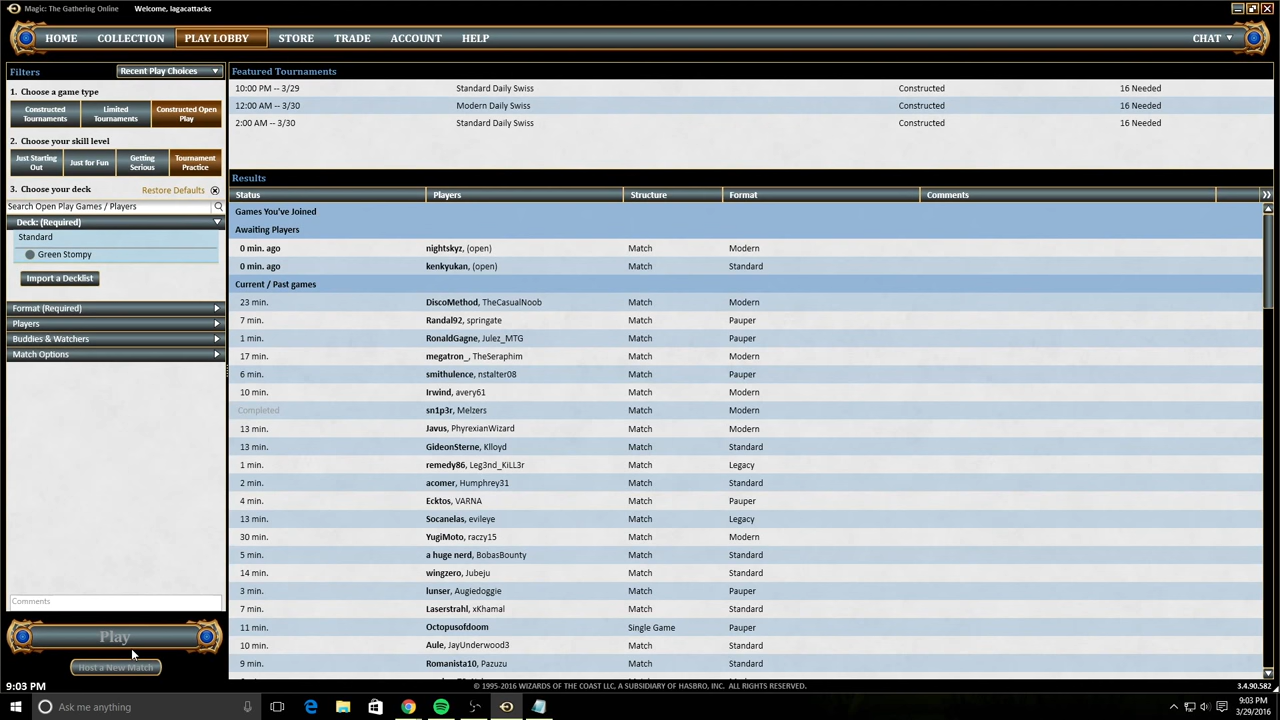 Magic: The Gathering Online Welcome, lagacattacks
HOME COLLECTION PLAY LOBBY STORE TRADE ACCOUNT HELP CHAT
Filters Recent Play Choices
1. Choose a game type
Constructed Tournaments Limited Tournaments Constructed Open Play
2. Choose your skill level
Just Starting Out Just for Fun Getting Serious Tournament Practice
3. Choose your deck Restore Defaults
Search Open Play Games / Players
Deck: (Required)
Standard
Green Stompy
Import a Decklist
Format (Required)
Players
Buddies & Watchers
Match Options
Comments
Play
Host a New Match
9:03 PM
Featured Tournaments
10:00 PM -- 3/29 Standard Daily Swiss Constructed 16 Needed
12:00 AM -- 3/30 Modern Daily Swiss Constructed 16 Needed
2:00 AM -- 3/30 Standard Daily Swiss Constructed 16 Needed
Results
Status Players Structure Format Comments
Games You've Joined
Awaiting Players
0 min. ago nightskyz, (open) Match Modern
0 min. ago kenkyukan, (open) Match Standard
Current / Past games
23 min. DiscoMethod, TheCasualNoob Match Modern
7 min. Randal92, springate Match Pauper
1 min. RonaldGagne, Julez_MTG Match Pauper
17 min. megatron_, TheSeraphim Match Modern
6 min. smithulence, nstalter08 Match Pauper
10 min. Irwind, avery61 Match Modern
Completed sn1p3r, Melzers Match Modern
13 min. Javus, PhyrexianWizard Match Modern
13 min. GideonSterne, Klloyd Match Standard
1 min. remedy86, Leg3nd_KiLL3r Match Legacy
2 min. acomer, Humphrey31 Match Standard
4 min. Ecktos, VARNA Match Pauper
13 min. Socanelas, evileye Match Legacy
30 min. YugiMoto, raczy15 Match Modern
5 min. a huge nerd, BobasBounty Match Standard
14 min. wingzero, Jubeju Match Standard
3 min. lunser, Augiedoggie Match Pauper
7 min. Laserstrahl, xKhamal Match Standard
11 min. Octopusofdoom Single Game Pauper
10 min. Aule, JayUnderwood3 Match Standard
9 min. Romanista10, Pazuzu Match Standard
© 1995-2016 WIZARDS OF THE COAST LLC, A SUBSIDIARY OF HASBRO, INC. ALL RIGHTS RESERVED. 3.4.90.582
Ask me anything
9:03 PM
3/29/2016